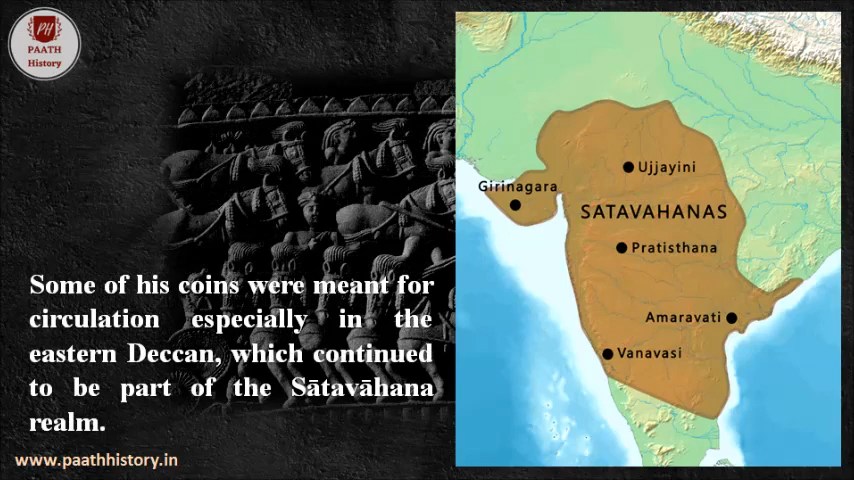 PH
PAATH
History
Some of his coins were meant for
circulation especially in the
eastern Deccan, which continued
to be part of the Sātavāhana
realm.
www.paathhistory.in
Ujjayini
Girinagara
SATAVAHANAS
Pratisthana
Amaravati
Vanavasi